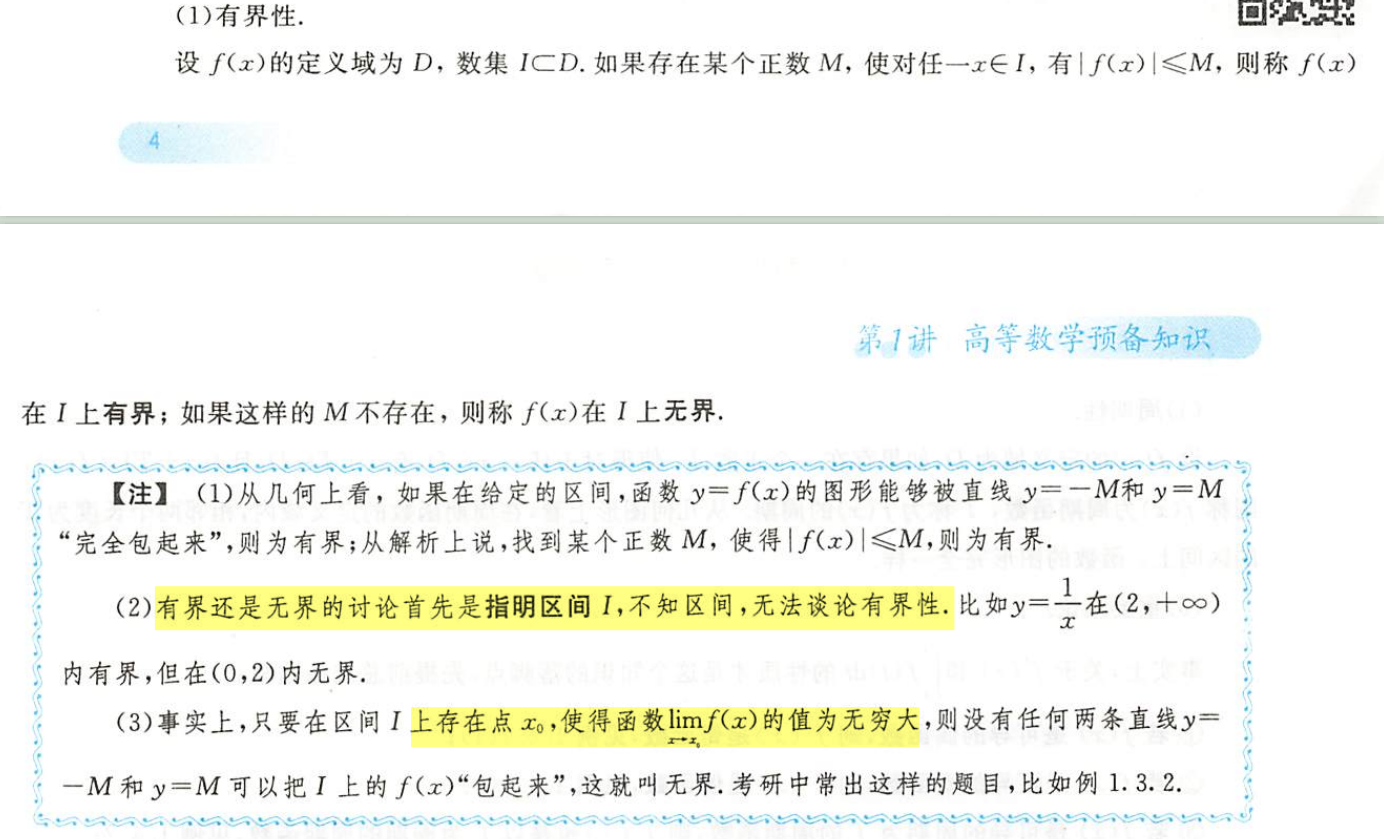 (1)有界性.
设 f(x)的定义域为 D, 数集 I⊂D. 如果存在某个正数 M, 使对任一x∈I, 有|f(x)|≤M, 则称 f(x)
4
第1讲 高等数学预备知识
在 I 上有界; 如果这样的 M 不存在, 则称 f(x)在 I 上无界.
【注】 (1)从几何上看, 如果在给定的区间,函数 y=f(x)的图形能够被直线 y=-M和 y=M
“完全包起来”,则为有界;从解析上说,找到某个正数 M, 使得|f(x)|≤M,则为有界.
(2)有界还是无界的讨论首先是指明区间 I,不知区间,无法谈论有界性.比如y=1/x在(2,+∞)
内有界,但在(0,2)内无界.
(3)事实上,只要在区间 I 上存在点 x₀,使得函数lim x→x₀ f(x)的值为无穷大,则没有任何两条直线y=
-M 和 y=M 可以把 I 上的 f(x)“包起来”,这就叫无界.考研中常出这样的题目,比如例 1.3.2.